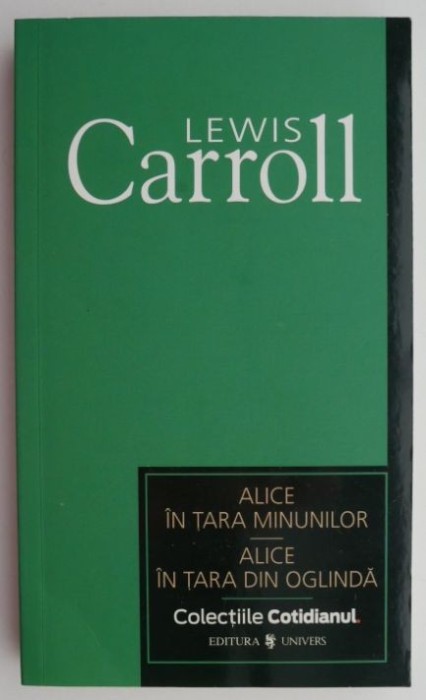 LEWIS
Carroll
ALICE
ÎN ȚARA MINUNILOR
ALICE
ÎN ȚARA DIN OGLINDĂ
Colecțiile Cotidianul.
EDITURA UNIVERS